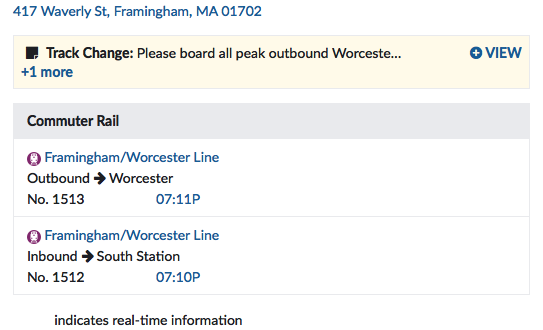 417 Waverly St, Framingham, MA 01702
Track Change: Please board all peak outbound Worceste... VIEW
+1 more
Commuter Rail
Framingham/Worcester Line
Outbound → Worcester
No. 1513 07:11P
Framingham/Worcester Line
Inbound → South Station
No. 1512 07:10P
indicates real-time information